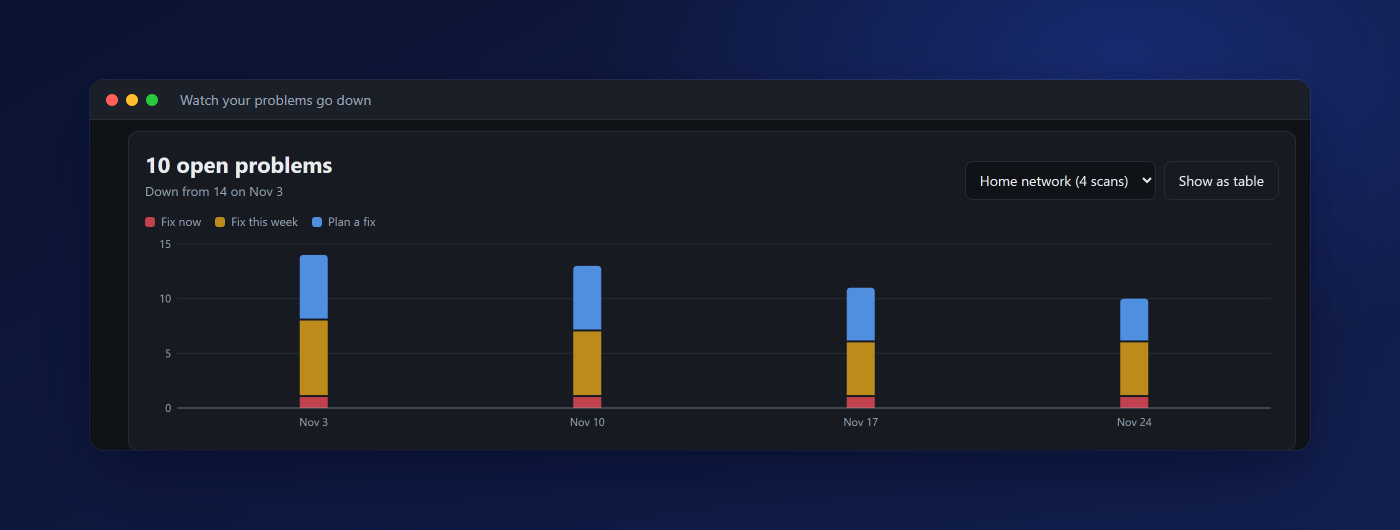 Watch your problems go down
10 open problems
Down from 14 on Nov 3
Home network (4 scans)
Show as table
Fix now
Fix this week
Plan a fix
15
10
5
0
Nov 3
Nov 10
Nov 17
Nov 24